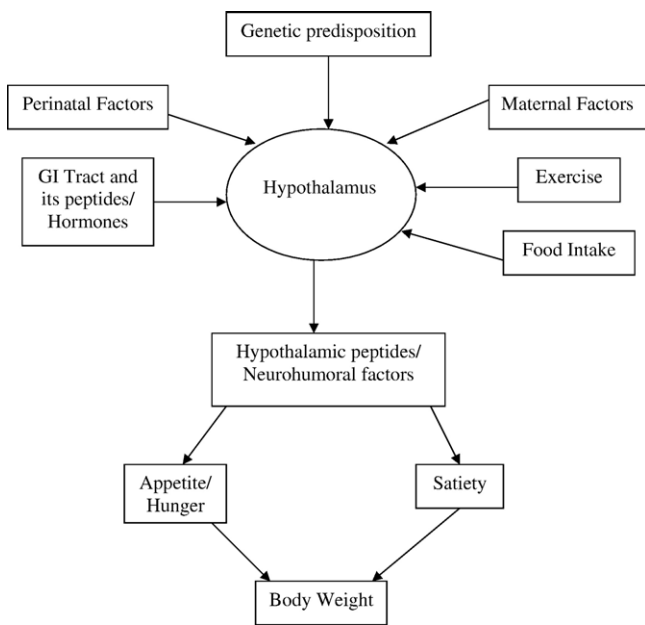 Genetic predisposition
Perinatal Factors
Maternal Factors
GI Tract and
its peptides/
Hormones
Hypothalamus
Exercise
Food Intake
Hypothalamic peptides/
Neurohumoral factors
Appetite/
Hunger
Satiety
Body Weight